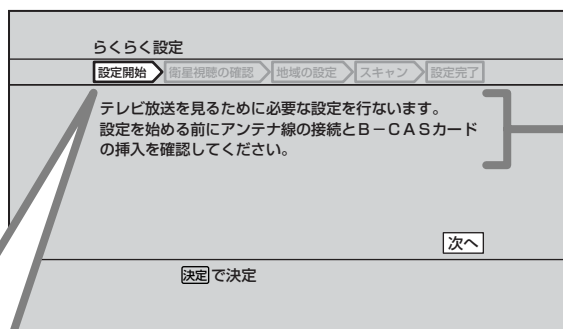 らくらく設定
設定開始 衛星視聴の確認 地域の設定 スキャン 設定完了
テレビ放送を見るために必要な設定を行ないます。
設定を始める前にアンテナ線の接続とB－CASカード
の挿入を確認してください。
次へ
決定で決定